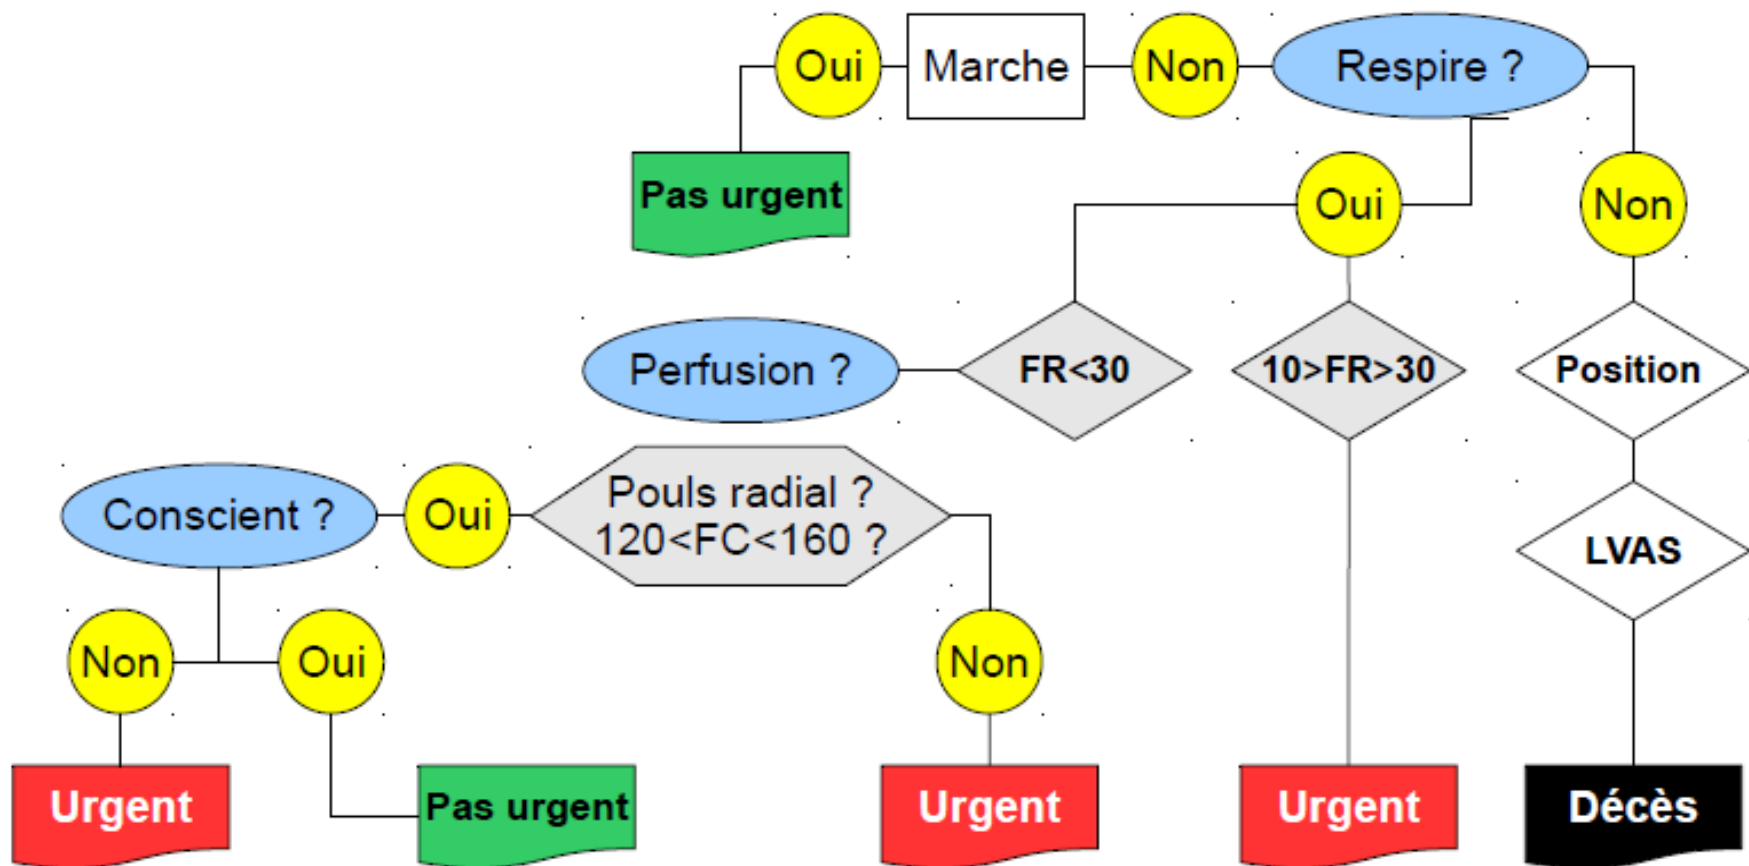 Oui
Marche
Non
Respire ?
Pas urgent
Oui
Non
Perfusion ?
FR<30
10>FR>30
Position
Conscient ?
Oui
Pouls radial ?
120<FC<160 ?
LVAS
Non
Oui
Non
Urgent
Pas urgent
Urgent
Urgent
Décès